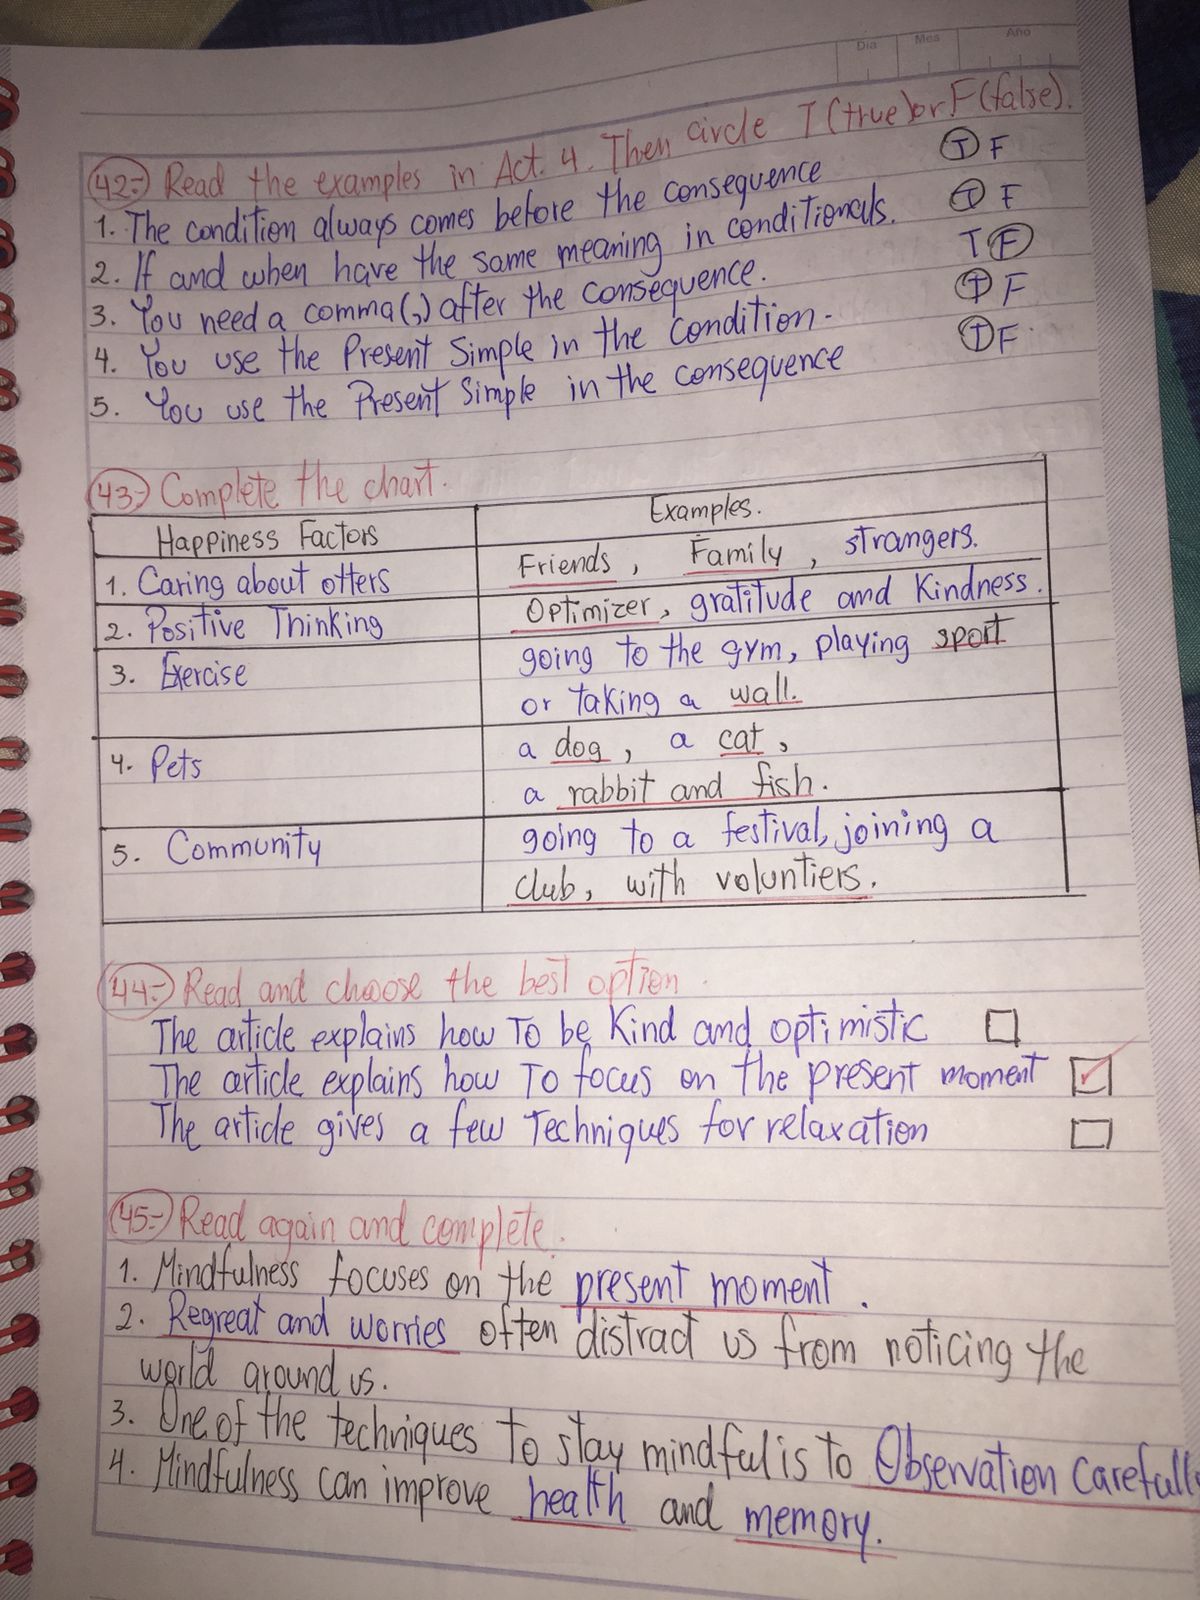 Dia Mes Año
42=) Read the examples in Act. 4. Then circle T (true) or F (false).
1. The condition always comes before the consequence T F
2. If and when have the same meaning in conditionals. T F
3. You need a comma (,) after the consequence. T F
4. You use the Present Simple in the condition. T F
5. You use the Present Simple in the consequence T F
43=) Complete the chart.
Happiness Factors Examples.
1. Caring about otters Friends, Family, strangers.
2. Positive Thinking Optimizer, gratitude and Kindness.
3. Exercise going to the gym, playing sport
or taking a wall.
4. Pets a dog, a cat,
a rabbit and fish.
5. Community going to a festival, joining a
club, with voluntiers.
44=) Read and choose the best option.
The article explains how To be Kind and optimistic
The article explains how To focus on the present moment
The article gives a few Techniques for relaxation
45=) Read again and complete.
1. Mindfulness focuses on the present moment.
2. Regreat and worries often distract us from noticing the
world around us.
3. One of the techniques to stay mindful is to Observation Carefully
4. Mindfulness can improve health and memory.